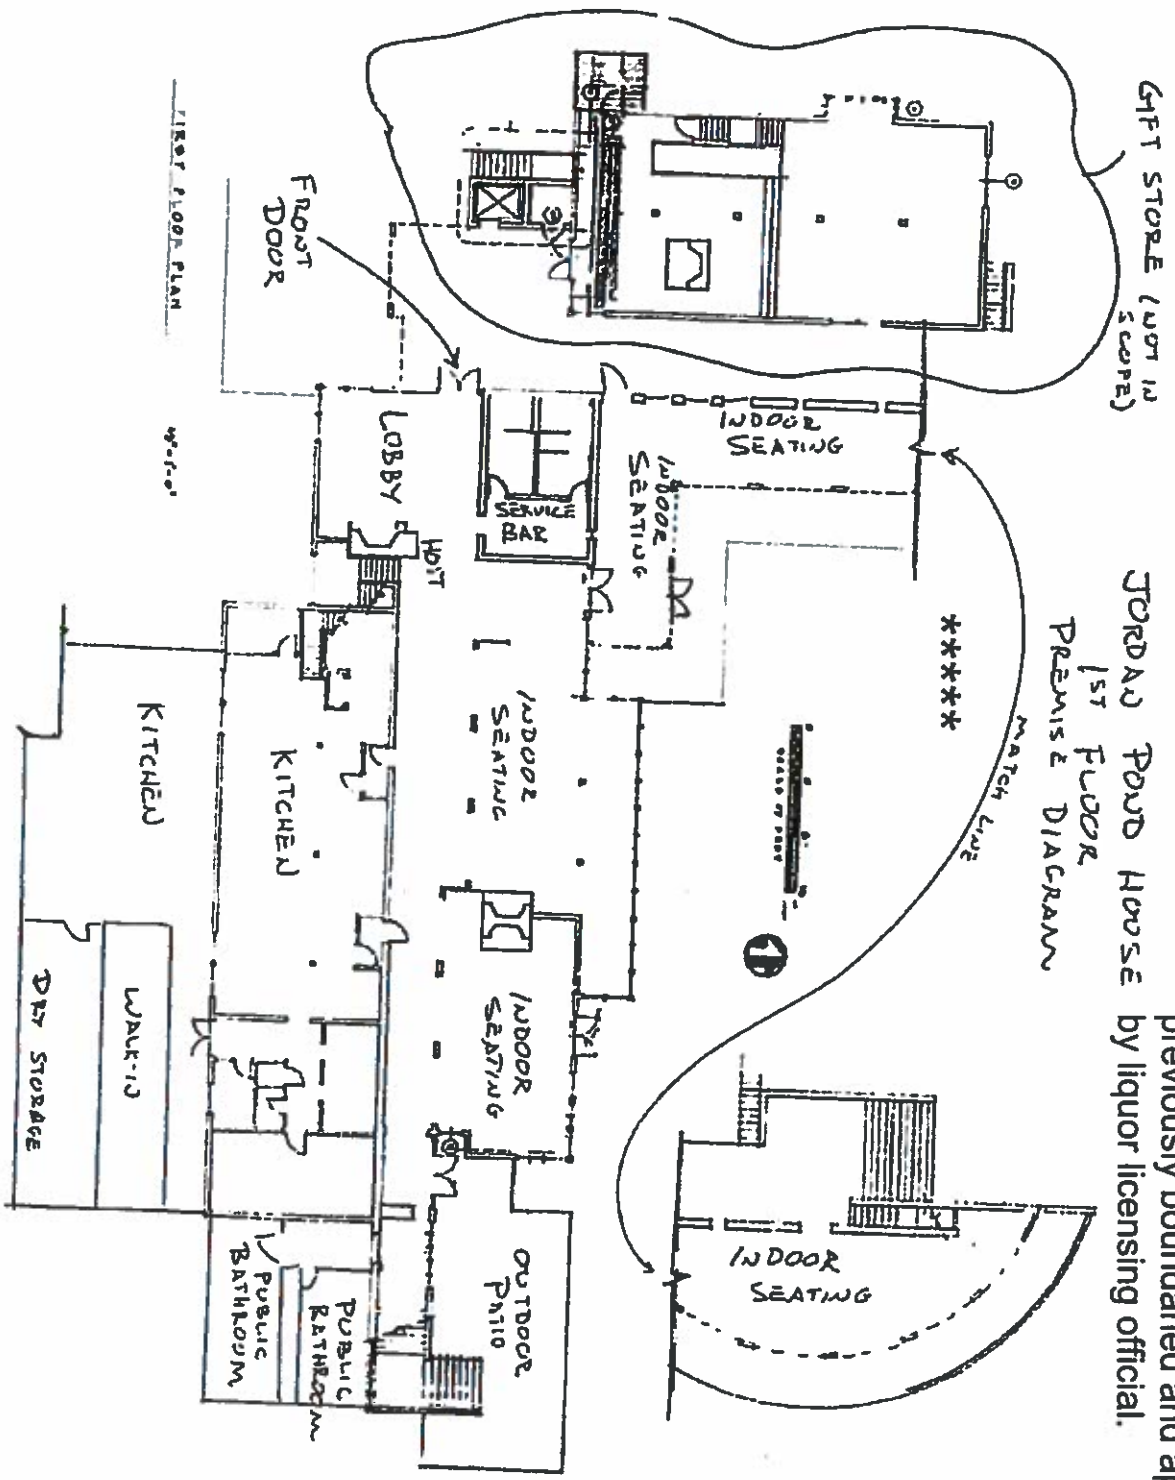 previously boundaried and a
by liquor licensing official.
JORDAN POND HOUSE
1ST FLOOR
PREMISE DIAGRAM
*****
GIFT STORE (NOT IN
SCOPE)
MATCH LINE
INDOOR
SEATING
INDOOR
SEATING
INDOOR
SEATING
SERVICE
BAR
FRONT
DOOR
LOBBY
INDOOR
SEATING
INDOOR
SEATING
OUTDOOR
PATIO
KITCHEN
KITCHEN
PUBLIC
BATHROOM
PUBLIC
BATHROOM
WALK-IN
DRY STORAGE
FIRST FLOOR PLAN